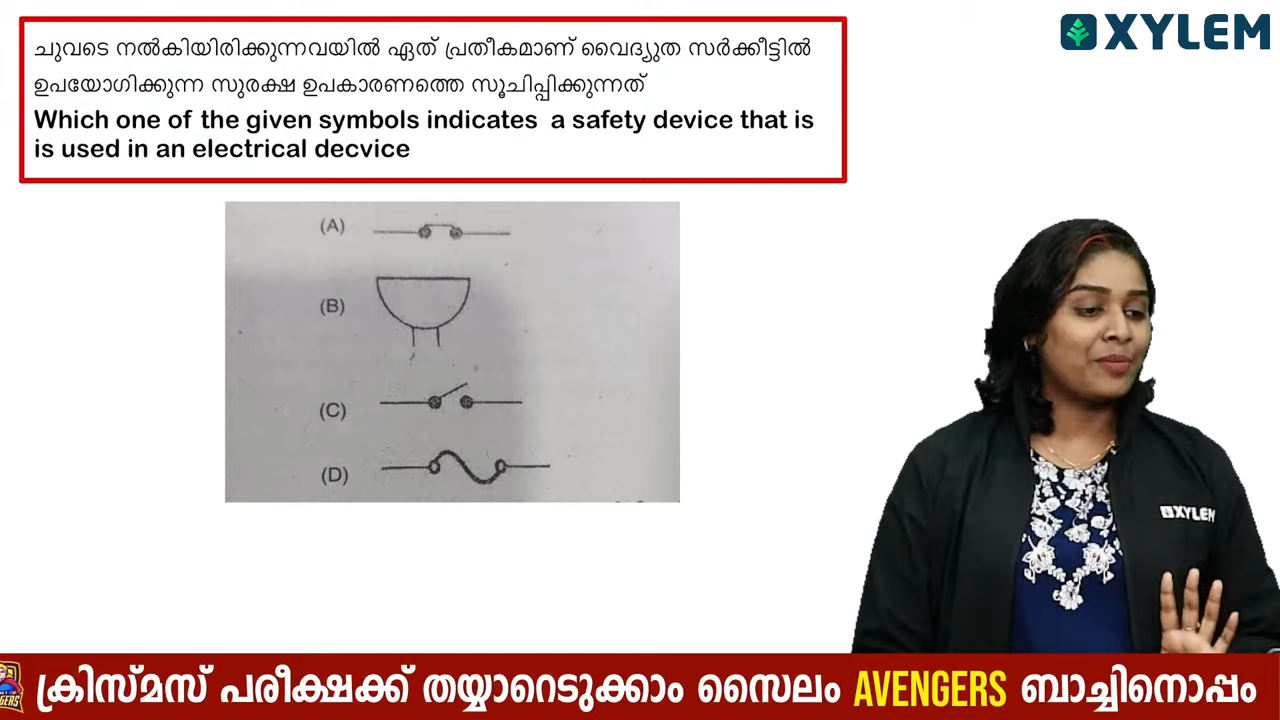 ചുവടെ നൽകിയിരിക്കുന്നവയിൽ ഏത് പ്രതീകമാണ് വൈദ്യുത സർക്കീട്ടിൽ
ഉപയോഗിക്കുന്ന സുരക്ഷ ഉപകാരണത്തെ സൂചിപ്പിക്കുന്നത്
Which one of the given symbols indicates a safety device that is
is used in an electrical decvice
XYLEM
(A)
(B)
(C)
(D)
XYLEM
ക്രിസ്മസ് പരീക്ഷക്ക് തയ്യാറെടുക്കാം സൈലം AVENGERS ബാച്ചിനൊപ്പം